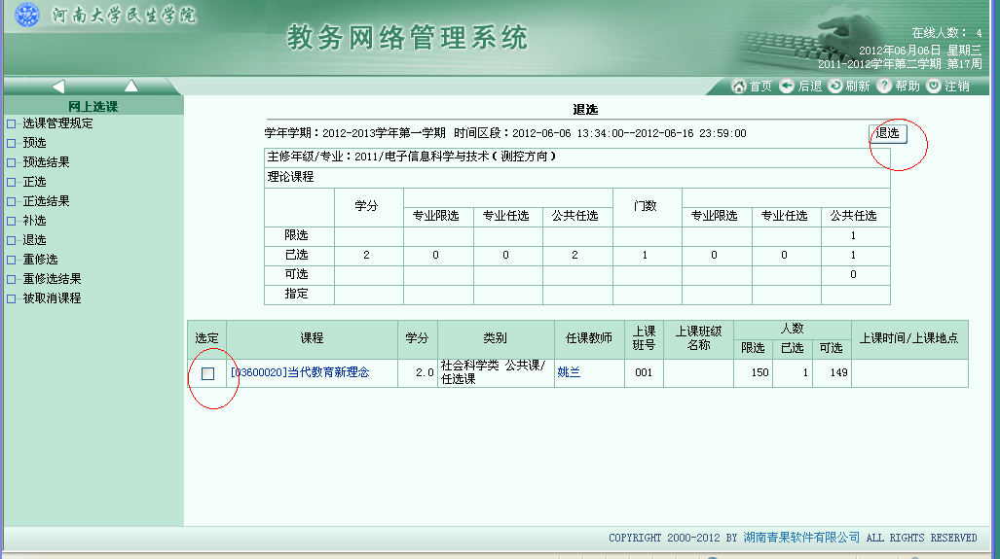 河南大学民生学院
教务网络管理系统
在线人数： 4
2012年06月06日 星期三
2011-2012学年第二学期 第17周
首页 后退 刷新 帮助 注销
网上选课
选课管理规定
预选
预选结果
正选
正选结果
补选
退选
重修选
重修选结果
被取消课程
退选
学年学期：2012-2013学年第一学期 时间区段：2012-06-06 13:34:00--2012-06-16 23:59:00
退选
主修年级/专业：2011/电子信息科学与技术(测控方向)
理论课程
学分 门数
专业限选 专业任选 公共任选 专业限选 专业任选 公共任选
限选 1
已选 2 0 0 2 1 0 0 1
可选 0
指定
选定 课程 学分 类别 任课教师 上课班号 上课班级名称 人数 上课时间/上课地点
限选 已选 可选
[03600020]当代教育新理念 2.0 社会科学类 公共课/任选课 姚兰 001 150 1 149
COPYRIGHT 2000-2012 BY 湖南青果软件有限公司 ALL RIGHTS RESERVED